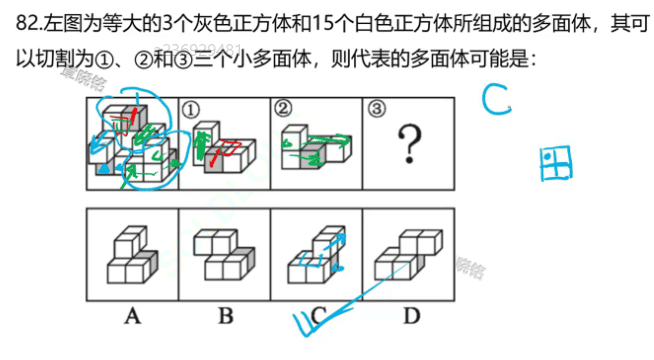 82.左图为等大的3个灰色正方体和15个白色正方体所组成的多面体，其可
以切割为①、②和③三个小多面体，则代表的多面体可能是：
① ② ③
?
C
A B C D
晓铭